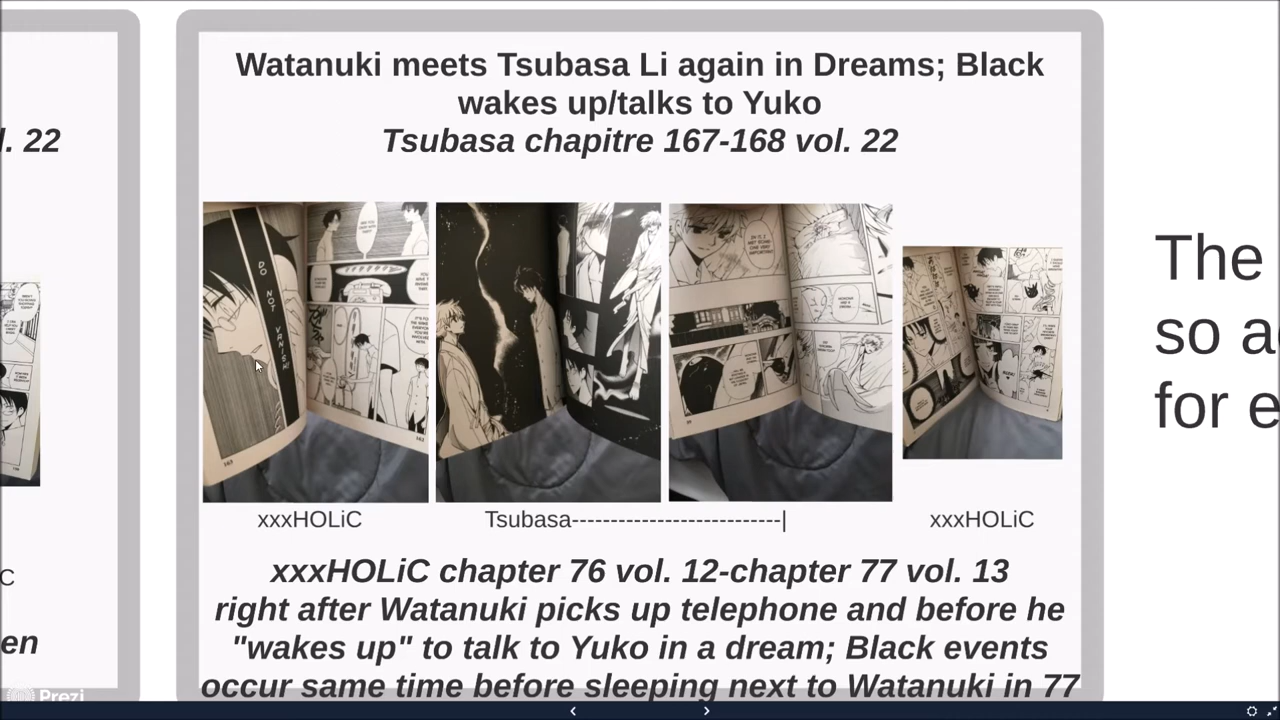 Watanuki meets Tsubasa Li again in Dreams; Black
wakes up/talks to Yuko
Tsubasa chapitre 167-168 vol. 22
l. 22
DO NOT VANISH
The
so a
for e
xxxHOLiC
Tsubasa---------------------------|
xxxHOLiC
C
en
xxxHOLiC chapter 76 vol. 12-chapter 77 vol. 13
right after Watanuki picks up telephone and before he
"wakes up" to talk to Yuko in a dream; Black events
occur same time before sleeping next to Watanuki in 77
Prezi